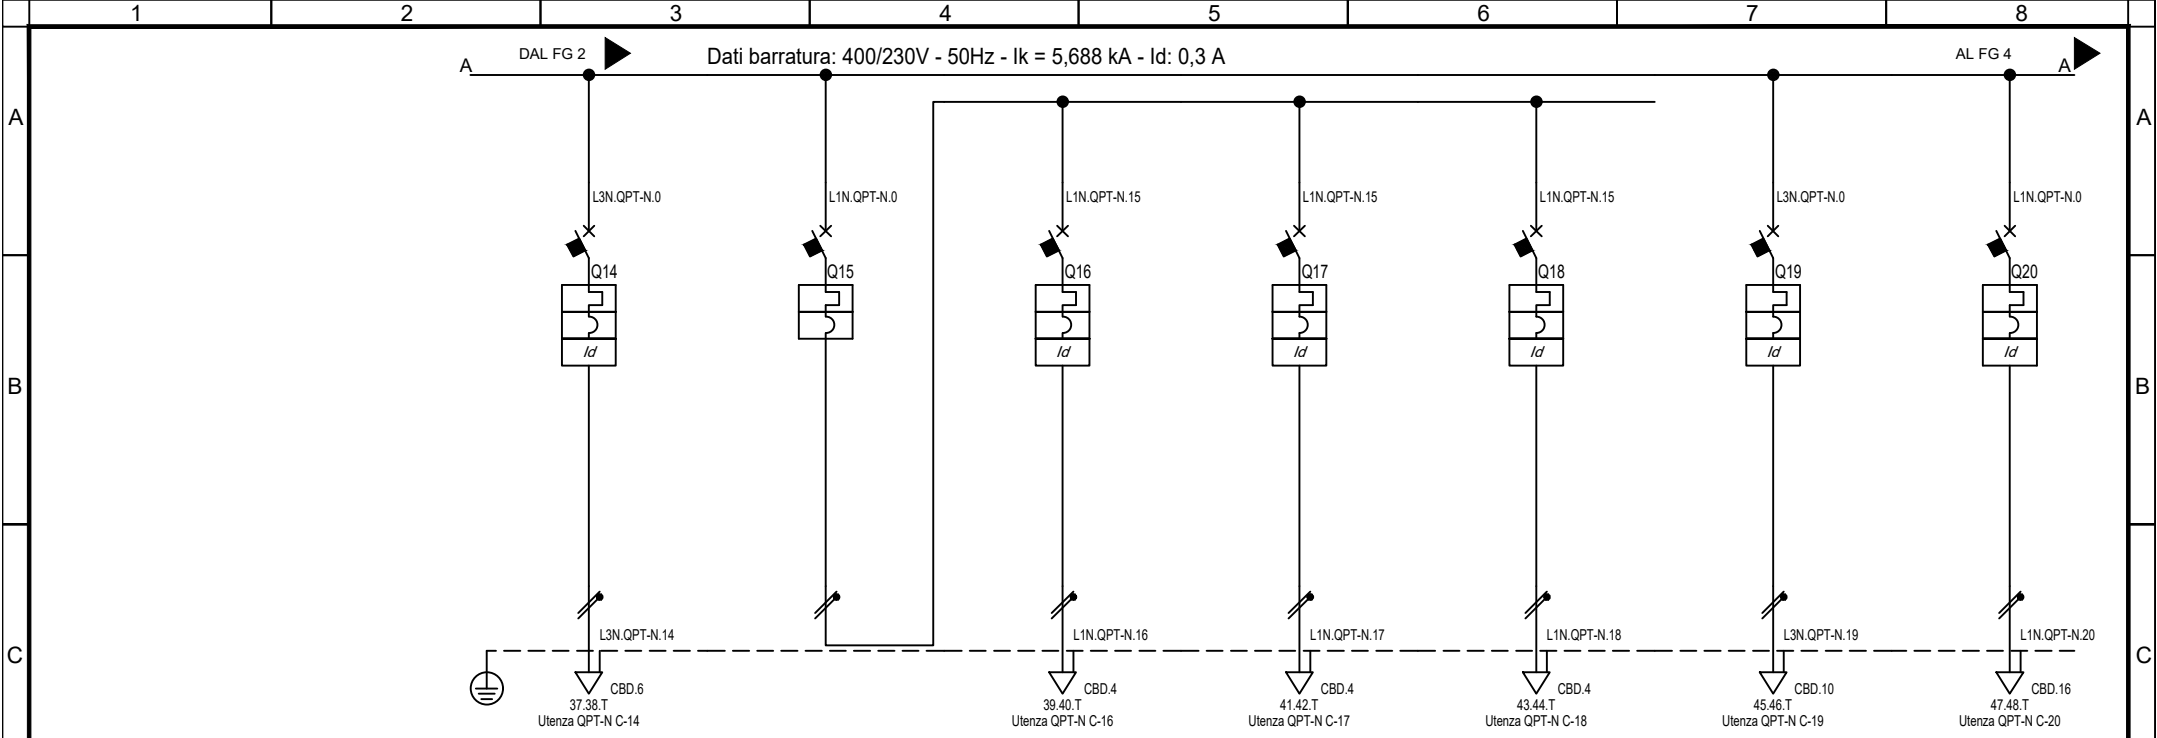 1 2 3 4 5 6 7 8
DAL FG 2 Dati barratura: 400/230V - 50Hz - Ik = 5,688 kA - Id: 0,3 A AL FG 4
A A
A A
L3N.QPT-N.0 L1N.QPT-N.0 L1N.QPT-N.15 L1N.QPT-N.15 L1N.QPT-N.15 L3N.QPT-N.0 L1N.QPT-N.0
Q14 Q15 Q16 Q17 Q18 Q19 Q20
Id Id Id Id Id Id
B B
L3N.QPT-N.14 L1N.QPT-N.16 L1N.QPT-N.17 L1N.QPT-N.18 L3N.QPT-N.19 L1N.QPT-N.20
C C
CBD.6 CBD.4 CBD.4 CBD.4 CBD.10 CBD.16
37.38.T 39.40.T 41.42.T 43.44.T 45.46.T 47.48.T
Utenza QPT-N C-14 Utenza QPT-N C-16 Utenza QPT-N C-17 Utenza QPT-N C-18 Utenza QPT-N C-19 Utenza QPT-N C-20